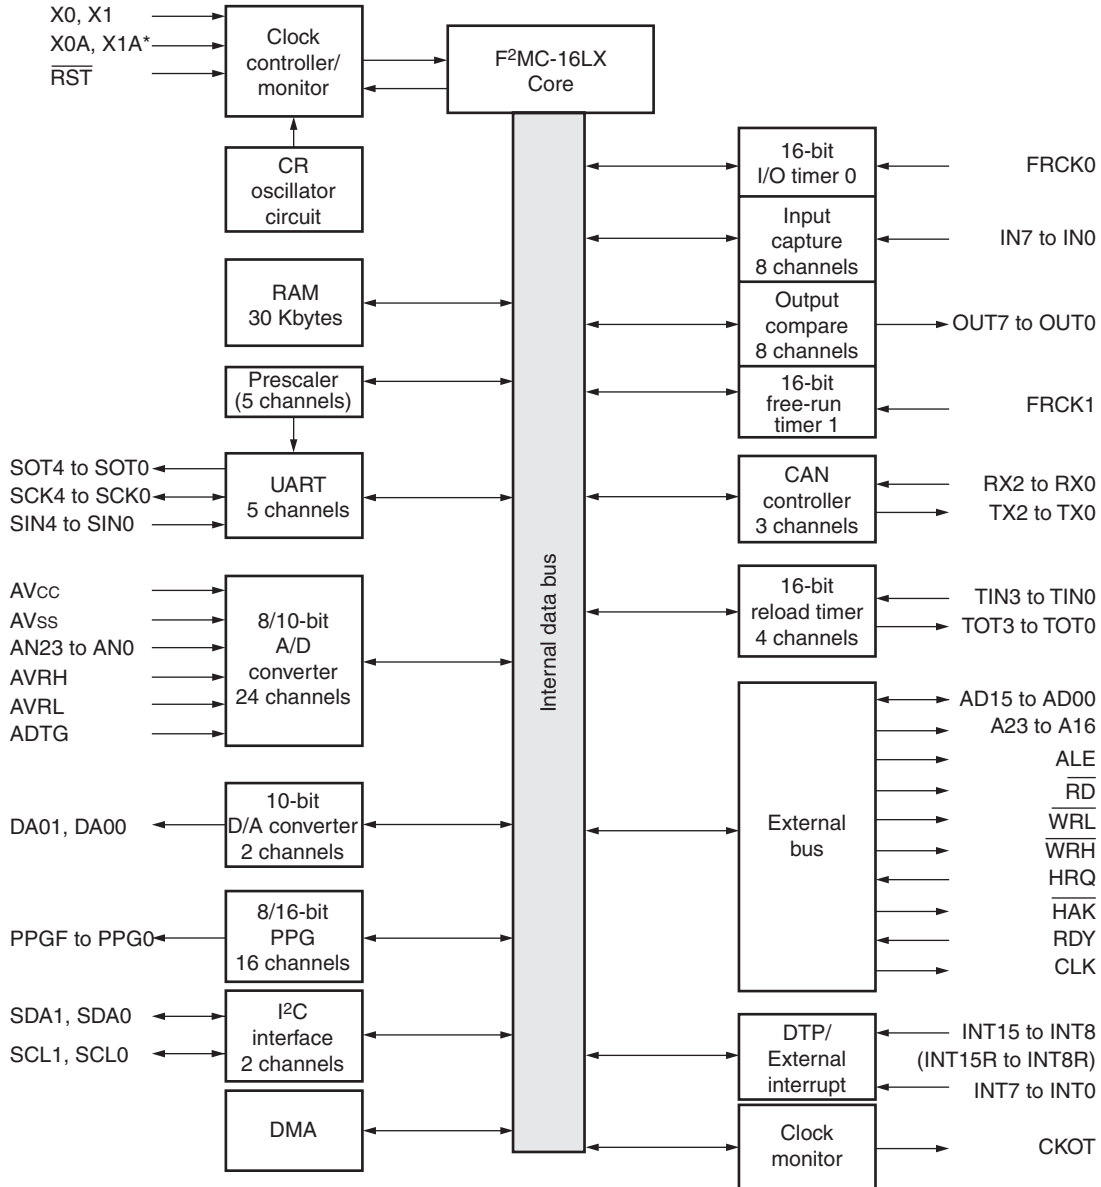 X0, X1
X0A, X1A*
RST
Clock
controller/
monitor
F²MC-16LX
Core
CR
oscillator
circuit
RAM
30 Kbytes
Prescaler
(5 channels)
SOT4 to SOT0
SCK4 to SCK0
SIN4 to SIN0
UART
5 channels
AVCC
AVSS
AN23 to AN0
AVRH
AVRL
ADTG
8/10-bit
A/D
converter
24 channels
DA01, DA00
10-bit
D/A converter
2 channels
PPGF to PPG0
8/16-bit
PPG
16 channels
SDA1, SDA0
SCL1, SCL0
I²C
interface
2 channels
DMA
Internal data bus
16-bit
I/O timer 0
FRCK0
Input
capture
8 channels
IN7 to IN0
Output
compare
8 channels
OUT7 to OUT0
16-bit
free-run
timer 1
FRCK1
CAN
controller
3 channels
RX2 to RX0
TX2 to TX0
16-bit
reload timer
4 channels
TIN3 to TIN0
TOT3 to TOT0
External
bus
AD15 to AD00
A23 to A16
ALE
RD
WRL
WRH
HRQ
HAK
RDY
CLK
DTP/
External
interrupt
INT15 to INT8
(INT15R to INT8R)
INT7 to INT0
Clock
monitor
CKOT